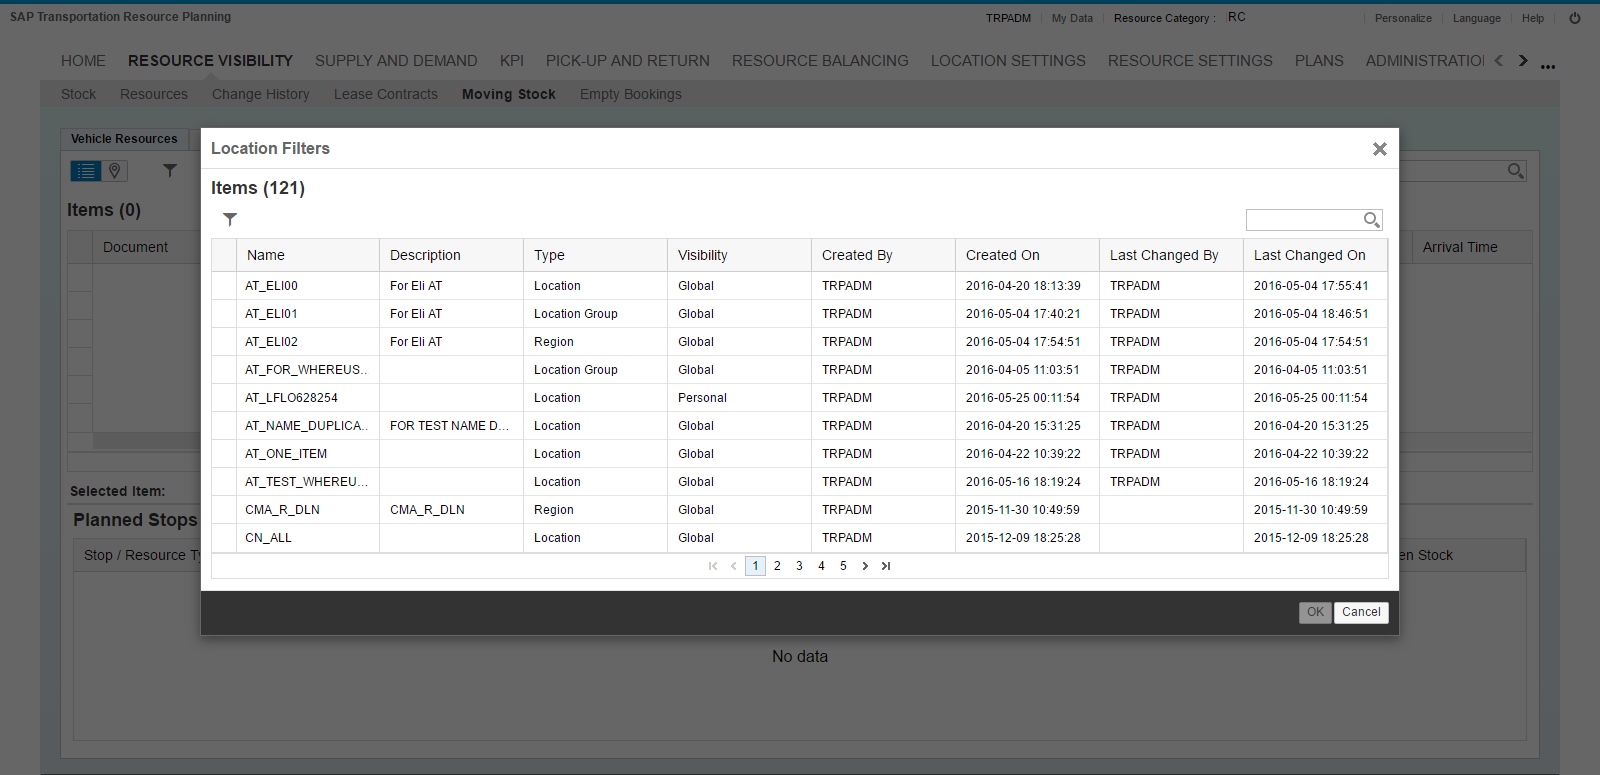 SAP Transportation Resource Planning
TRPADM My Data Resource Category : RC Personalize Language Help
HOME RESOURCE VISIBILITY SUPPLY AND DEMAND KPI PICK-UP AND RETURN RESOURCE BALANCING LOCATION SETTINGS RESOURCE SETTINGS PLANS ADMINISTRATIO
Stock Resources Change History Lease Contracts Moving Stock Empty Bookings
Vehicle Resources
Items (0)
Document
Arrival Time
Selected Item:
Planned Stops
Stop / Resource Ty
en Stock
No data
Location Filters
Items (121)
Name Description Type Visibility Created By Created On Last Changed By Last Changed On
AT_ELI00 For Eli AT Location Global TRPADM 2016-04-20 18:13:39 TRPADM 2016-05-04 17:55:41
AT_ELI01 For Eli AT Location Group Global TRPADM 2016-05-04 17:40:21 TRPADM 2016-05-04 18:46:51
AT_ELI02 For Eli AT Region Global TRPADM 2016-05-04 17:54:51 TRPADM 2016-05-04 17:54:51
AT_FOR_WHEREUS.. Location Group Global TRPADM 2016-04-05 11:03:51 TRPADM 2016-04-05 11:03:51
AT_LFLO628254 Location Personal TRPADM 2016-05-25 00:11:54 TRPADM 2016-05-25 00:11:54
AT_NAME_DUPLICA.. FOR TEST NAME D... Location Global TRPADM 2016-04-20 15:31:25 TRPADM 2016-04-20 15:31:25
AT_ONE_ITEM Location Global TRPADM 2016-04-22 10:39:22 TRPADM 2016-04-22 10:39:22
AT_TEST_WHEREU... Location Global TRPADM 2016-05-16 18:19:24 TRPADM 2016-05-16 18:19:24
CMA_R_DLN CMA_R_DLN Region Global TRPADM 2015-11-30 10:49:59 2015-11-30 10:49:59
CN_ALL Location Global TRPADM 2015-12-09 18:25:28 2015-12-09 18:25:28
1 2 3 4 5
OK Cancel